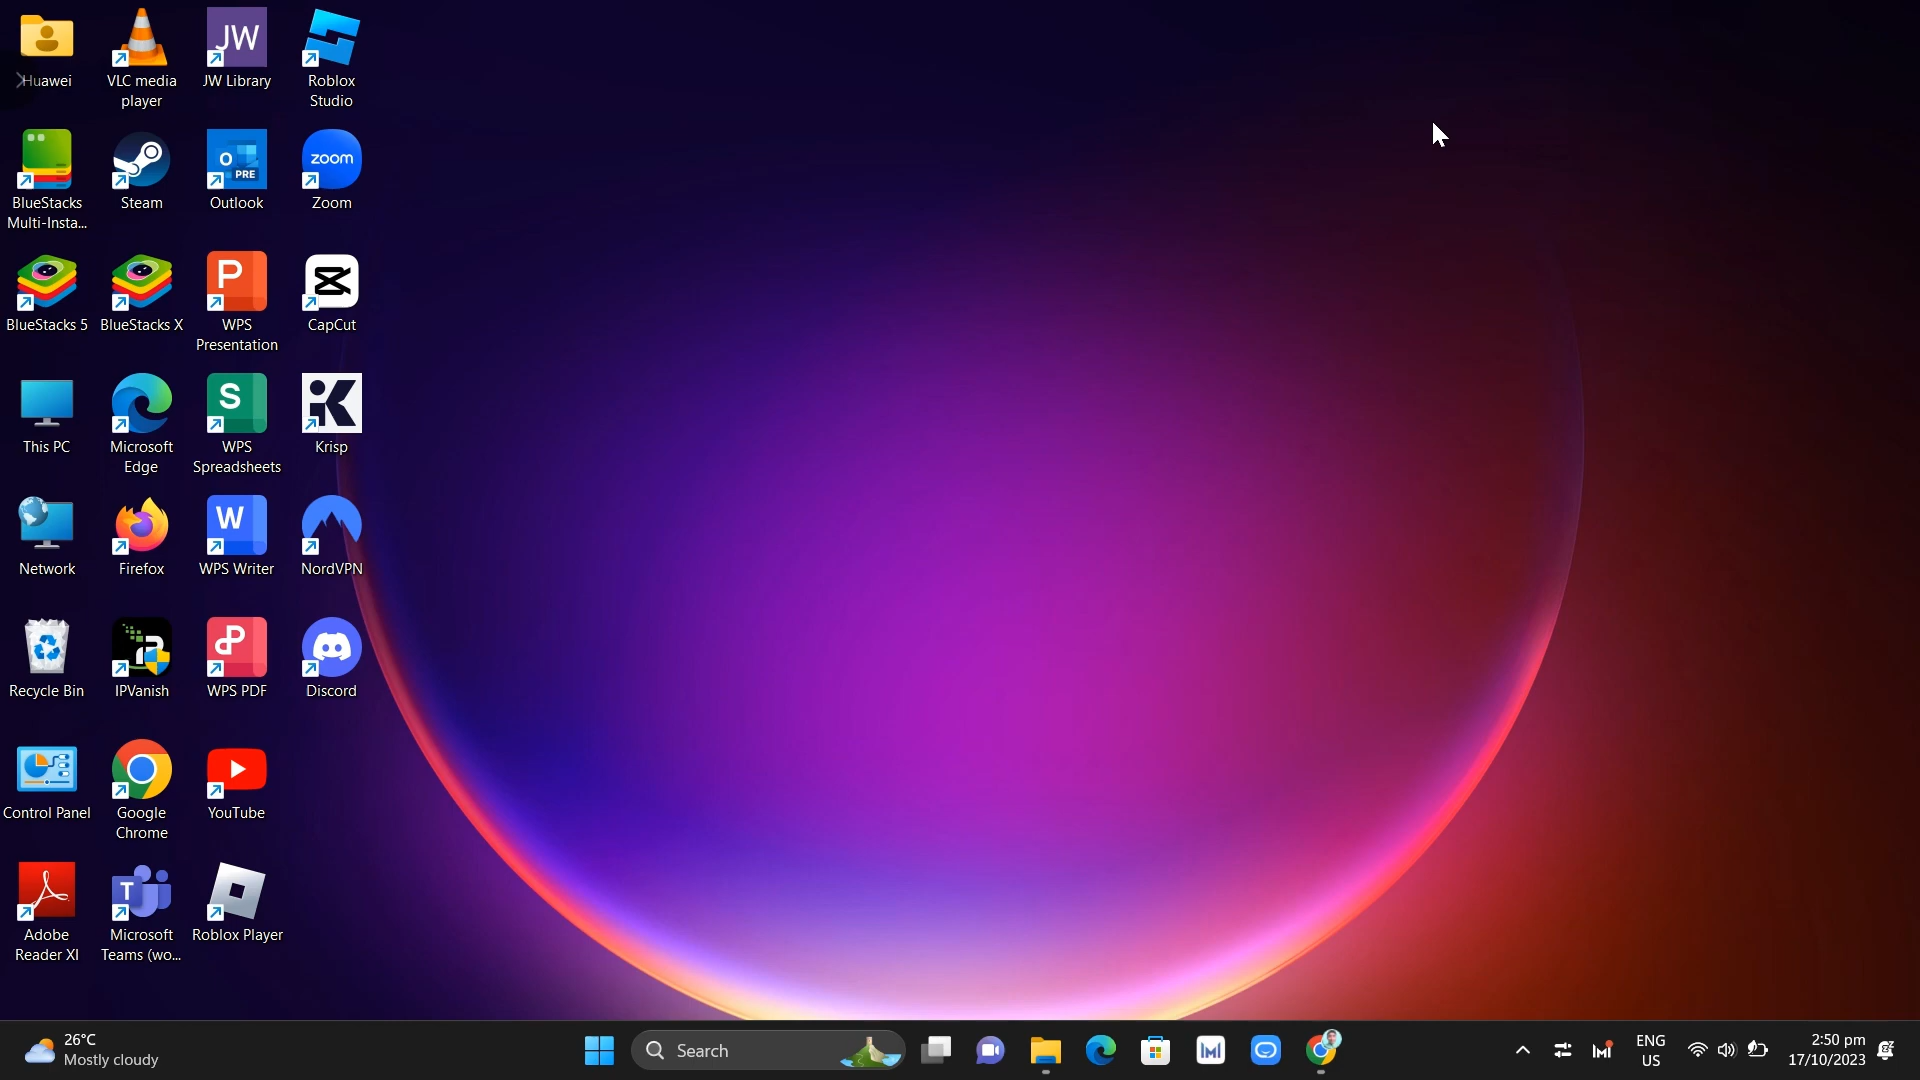 Huawei
VLC media
player
JW
JW Library
Roblox
Studio
BlueStacks
Multi-Insta...
Steam
O
PRE
Outlook
zoom
Zoom
BlueStacks 5
BlueStacks X
P
WPS
Presentation
CapCut
This PC
Microsoft
Edge
S
WPS
Spreadsheets
Krisp
Network
Firefox
W
WPS Writer
NordVPN
Recycle Bin
IPVanish
P
WPS PDF
Discord
Control Panel
Google
Chrome
YouTube
Adobe
Reader XI
T
Microsoft
Teams (wo...
Roblox Player
26°C
Mostly cloudy
Search
ENG
US
2:50 pm
17/10/2023